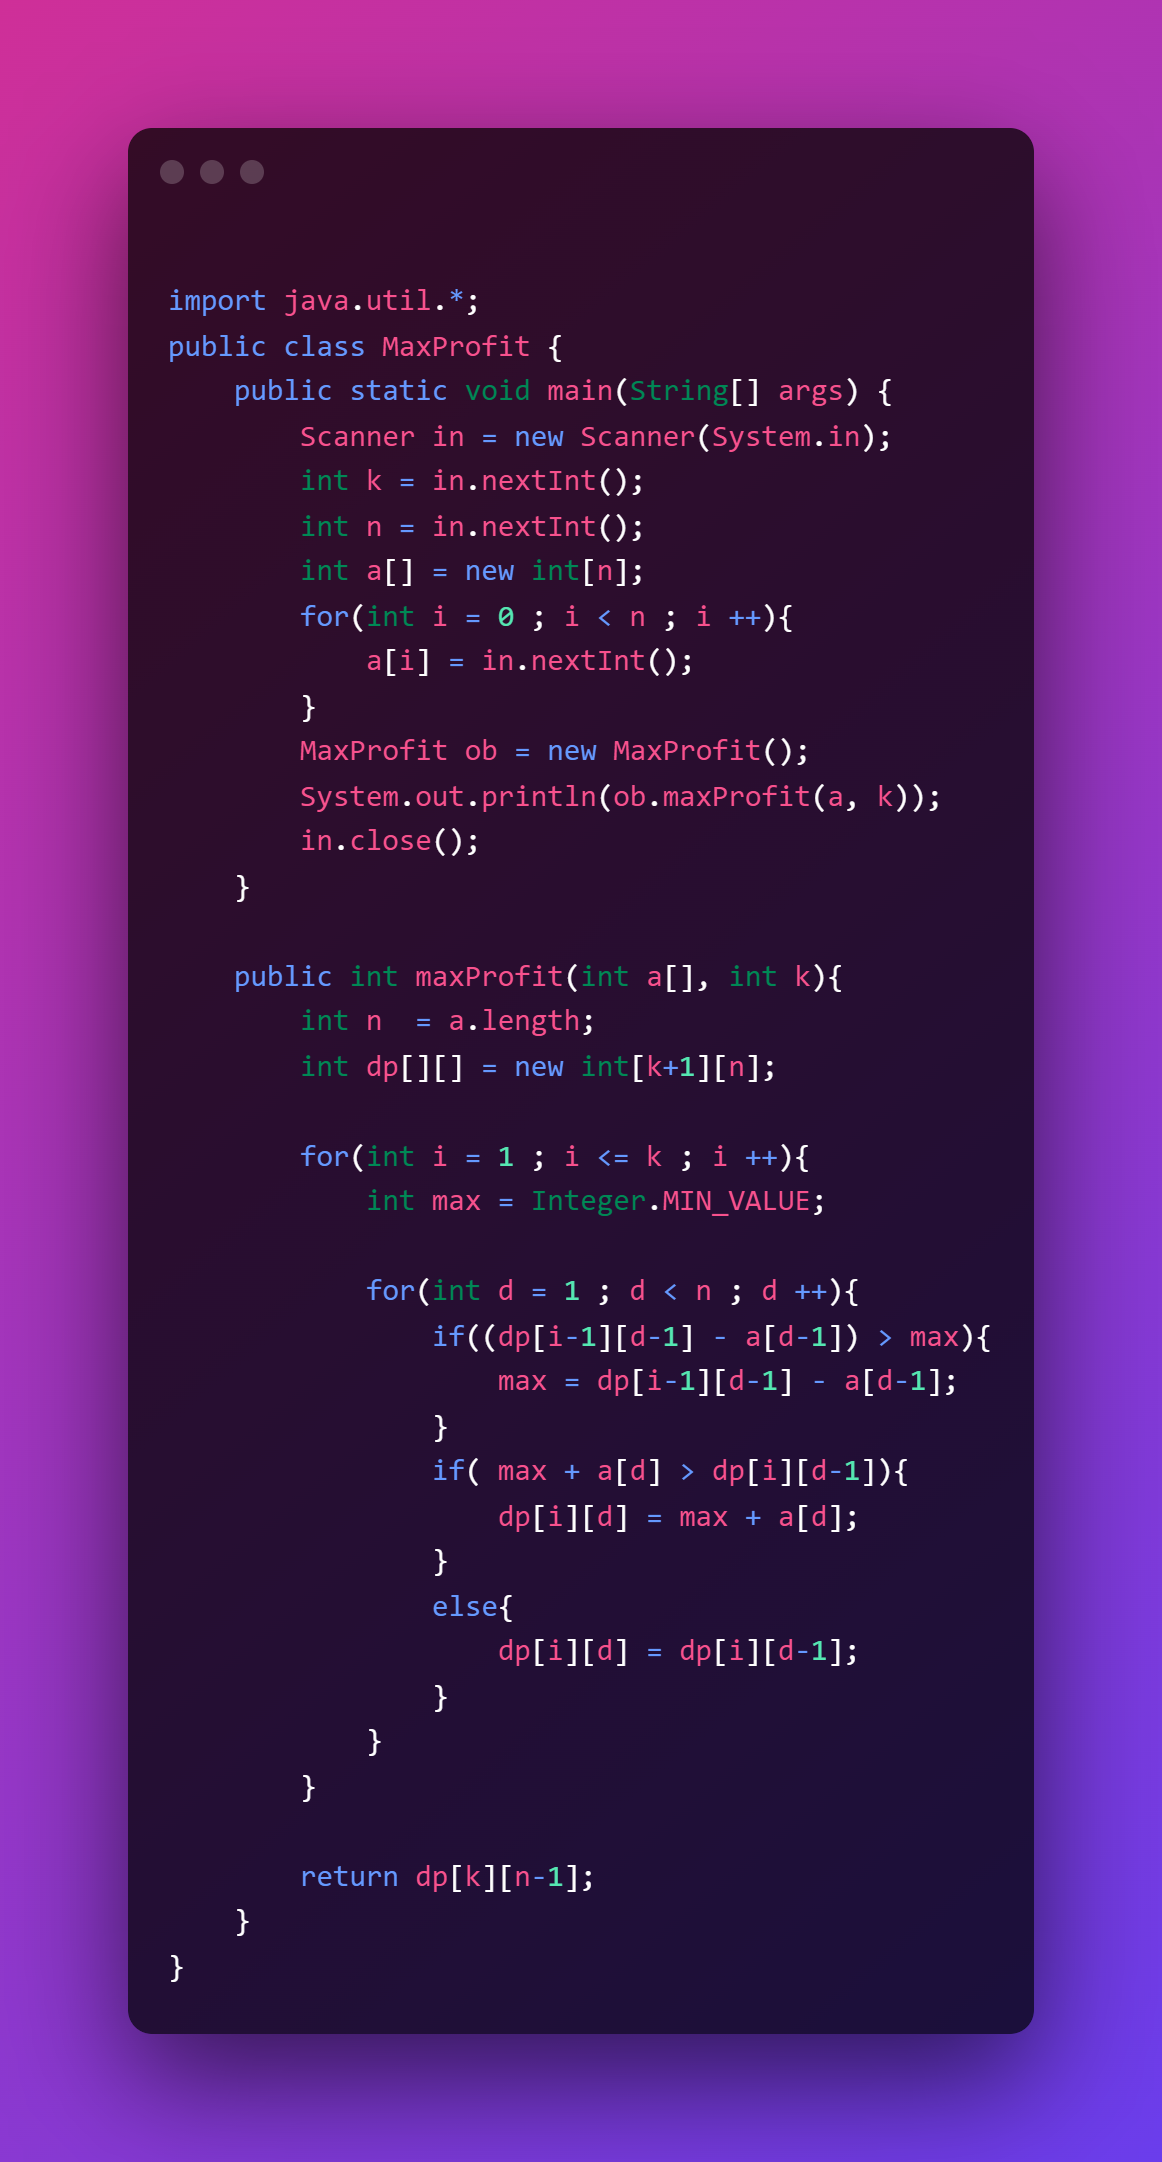 import java.util.*;
public class MaxProfit {
    public static void main(String[] args) {
        Scanner in = new Scanner(System.in);
        int k = in.nextInt();
        int n = in.nextInt();
        int a[] = new int[n];
        for(int i = 0 ; i < n ; i ++){
            a[i] = in.nextInt();
        }
        MaxProfit ob = new MaxProfit();
        System.out.println(ob.maxProfit(a, k));
        in.close();
    }

    public int maxProfit(int a[], int k){
        int n  = a.length;
        int dp[][] = new int[k+1][n];

        for(int i = 1 ; i <= k ; i ++){
            int max = Integer.MIN_VALUE;

            for(int d = 1 ; d < n ; d ++){
                if((dp[i-1][d-1] - a[d-1]) > max){
                    max = dp[i-1][d-1] - a[d-1];
                }
                if( max + a[d] > dp[i][d-1]){
                    dp[i][d] = max + a[d];
                }
                else{
                    dp[i][d] = dp[i][d-1];
                }
            }
        }

        return dp[k][n-1];
    }
}